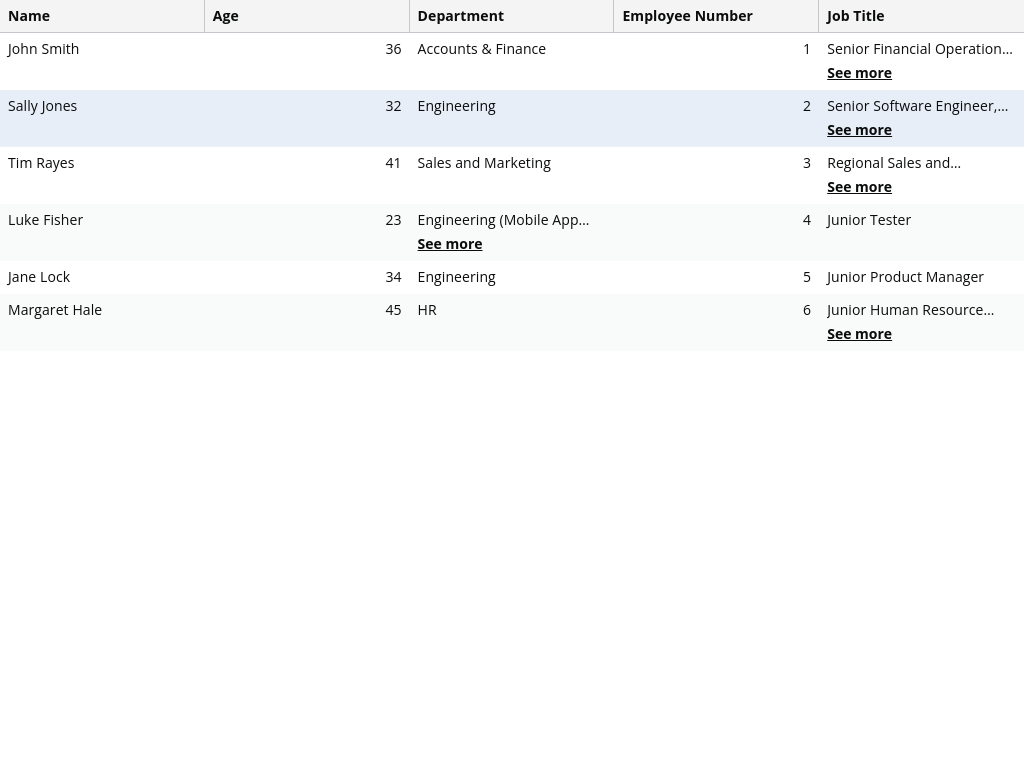 Name Age Department Employee Number Job Title
John Smith 36 Accounts & Finance 1 Senior Financial Operation...
See more
Sally Jones 32 Engineering 2 Senior Software Engineer,...
See more
Tim Rayes 41 Sales and Marketing 3 Regional Sales and...
See more
Luke Fisher 23 Engineering (Mobile App... 4 Junior Tester
See more
Jane Lock 34 Engineering 5 Junior Product Manager
Margaret Hale 45 HR 6 Junior Human Resource...
See more